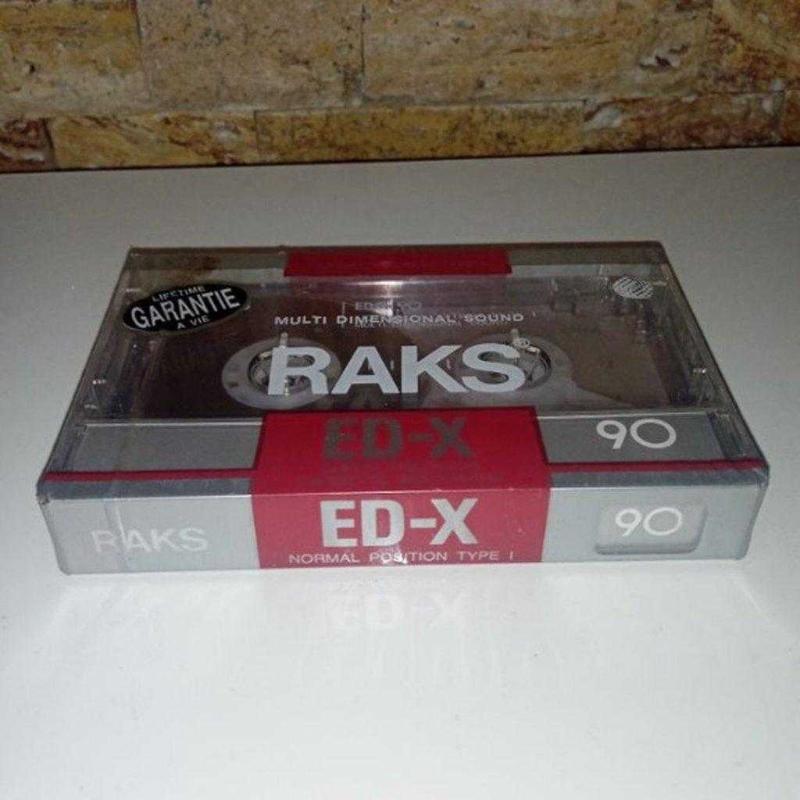 LIFETIME
GARANTIE
A VIE
MULTI DIMENSIONAL SOUND
RAKS
ED-X
90
RAKS
ED-X
90
NORMAL POSITION TYPE I